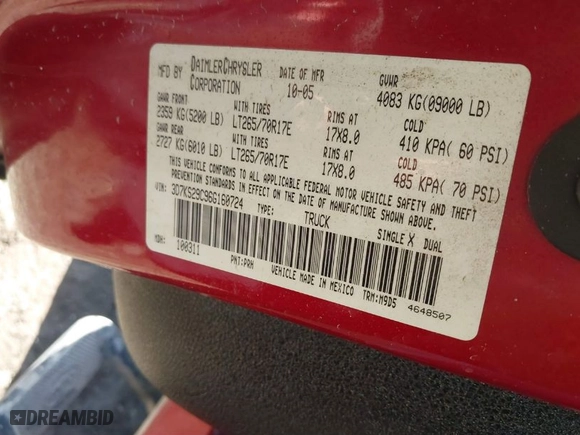 MFD BY DAIMLERCHRYSLER CORPORATION DATE OF MFR 10-05 GVWR 4083 KG(09000 LB)
GAWR FRONT WITH TIRES RIMS AT COLD
2359 KG(5200 LB) LT265/70R17E 17X8.0 410 KPA( 60 PSI)
GAWR REAR WITH TIRES RIMS AT COLD
2727 KG(6010 LB) LT265/70R17E 17X8.0 485 KPA( 70 PSI)
THIS VEHICLE CONFORMS TO ALL APPLICABLE FEDERAL MOTOR VEHICLE SAFETY AND THEFT
PREVENTION STANDARDS IN EFFECT ON THE DATE OF MANUFACTURE SHOWN ABOVE.
VIN: 3D7KS29C96G160724 TYPE: TRUCK SINGLE X DUAL
MDH: 100311
PNT:PRH VEHICLE MADE IN MEXICO TRM:M9D5
4648507
DREAMBID